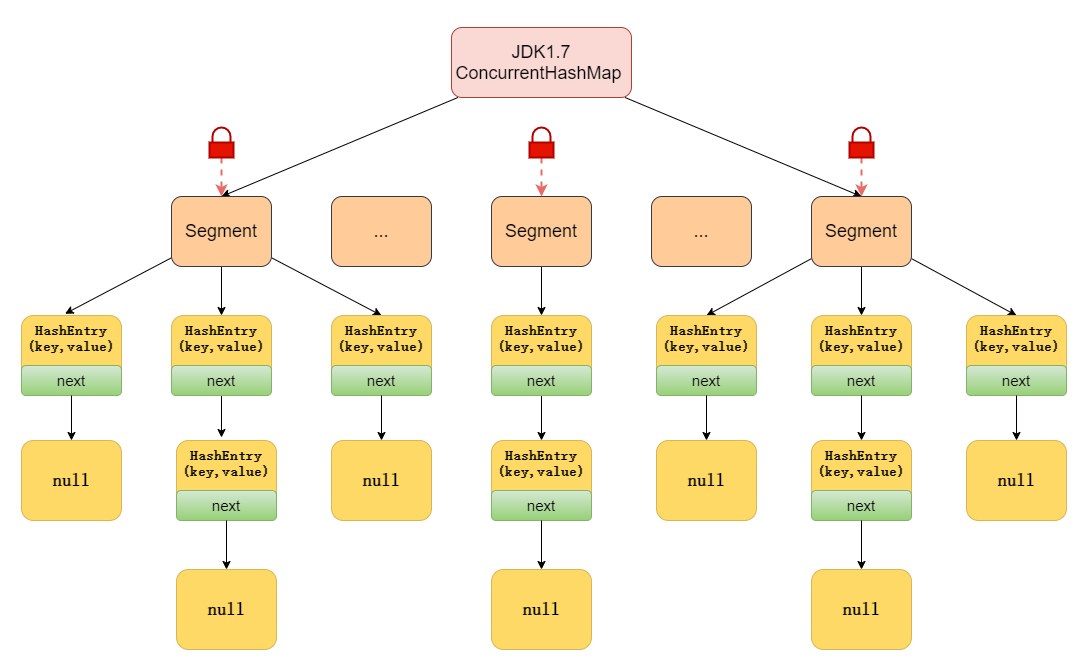 JDK1.7
ConcurrentHashMap
Segment
...
Segment
...
Segment
HashEntry
(key,value)
next
HashEntry
(key,value)
next
HashEntry
(key,value)
next
HashEntry
(key,value)
next
HashEntry
(key,value)
next
HashEntry
(key,value)
next
HashEntry
(key,value)
next
null
HashEntry
(key,value)
next
null
HashEntry
(key,value)
next
null
HashEntry
(key,value)
next
null
null
null
null